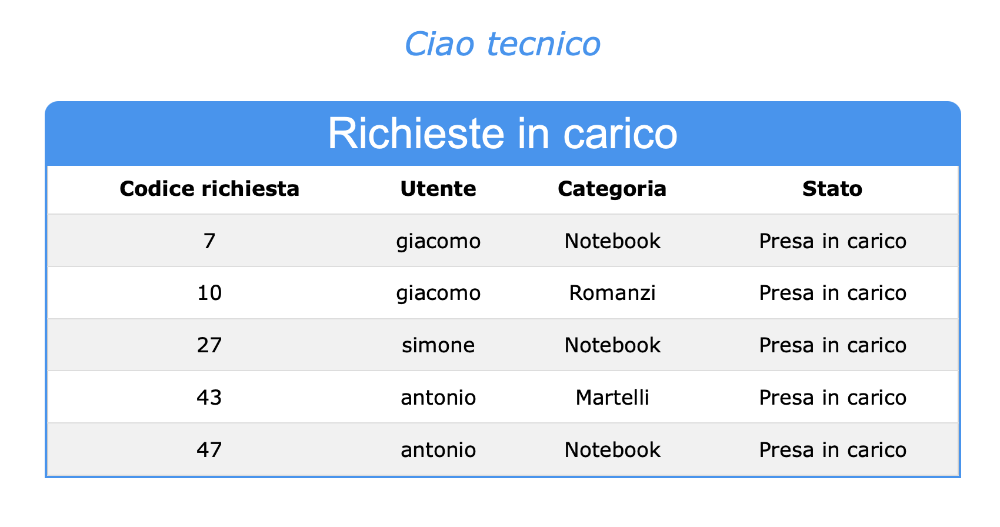 Ciao tecnico
Richieste in carico
Codice richiesta Utente Categoria Stato
7 giacomo Notebook Presa in carico
10 giacomo Romanzi Presa in carico
27 simone Notebook Presa in carico
43 antonio Martelli Presa in carico
47 antonio Notebook Presa in carico